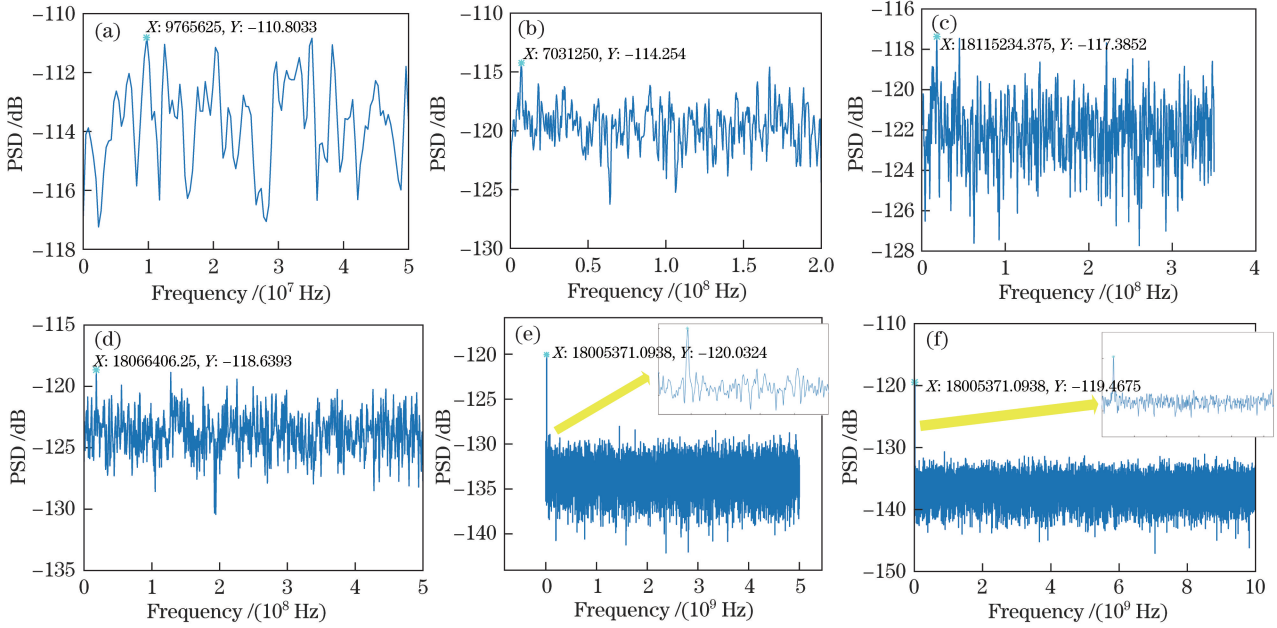 (a)
X: 9765625, Y: −110.8033
−110
−112
−114
−116
−118
PSD /dB
0 1 2 3 4 5
Frequency /(10⁷ Hz)
(b)
X: 7031250, Y: −114.254
−110
−115
−120
−125
−130
PSD /dB
0 0.5 1.0 1.5 2.0
Frequency /(10⁸ Hz)
(c)
X: 18115234.375, Y: −117.3852
−116
−118
−120
−122
−124
−126
−128
PSD /dB
0 1 2 3 4
Frequency /(10⁸ Hz)
(d)
X: 18066406.25, Y: −118.6393
−115
−120
−125
−130
−135
PSD /dB
0 1 2 3 4 5
Frequency /(10⁸ Hz)
(e)
X: 18005371.0938, Y: −120.0324
−120
−130
−135
−140
PSD /dB
0 1 2 3 4 5
Frequency /(10⁹ Hz)
(f)
X: 18005371.0938, Y: −119.4675
−110
−120
−130
−140
−150
PSD /dB
0 2 4 6 8 10
Frequency /(10⁹ Hz)